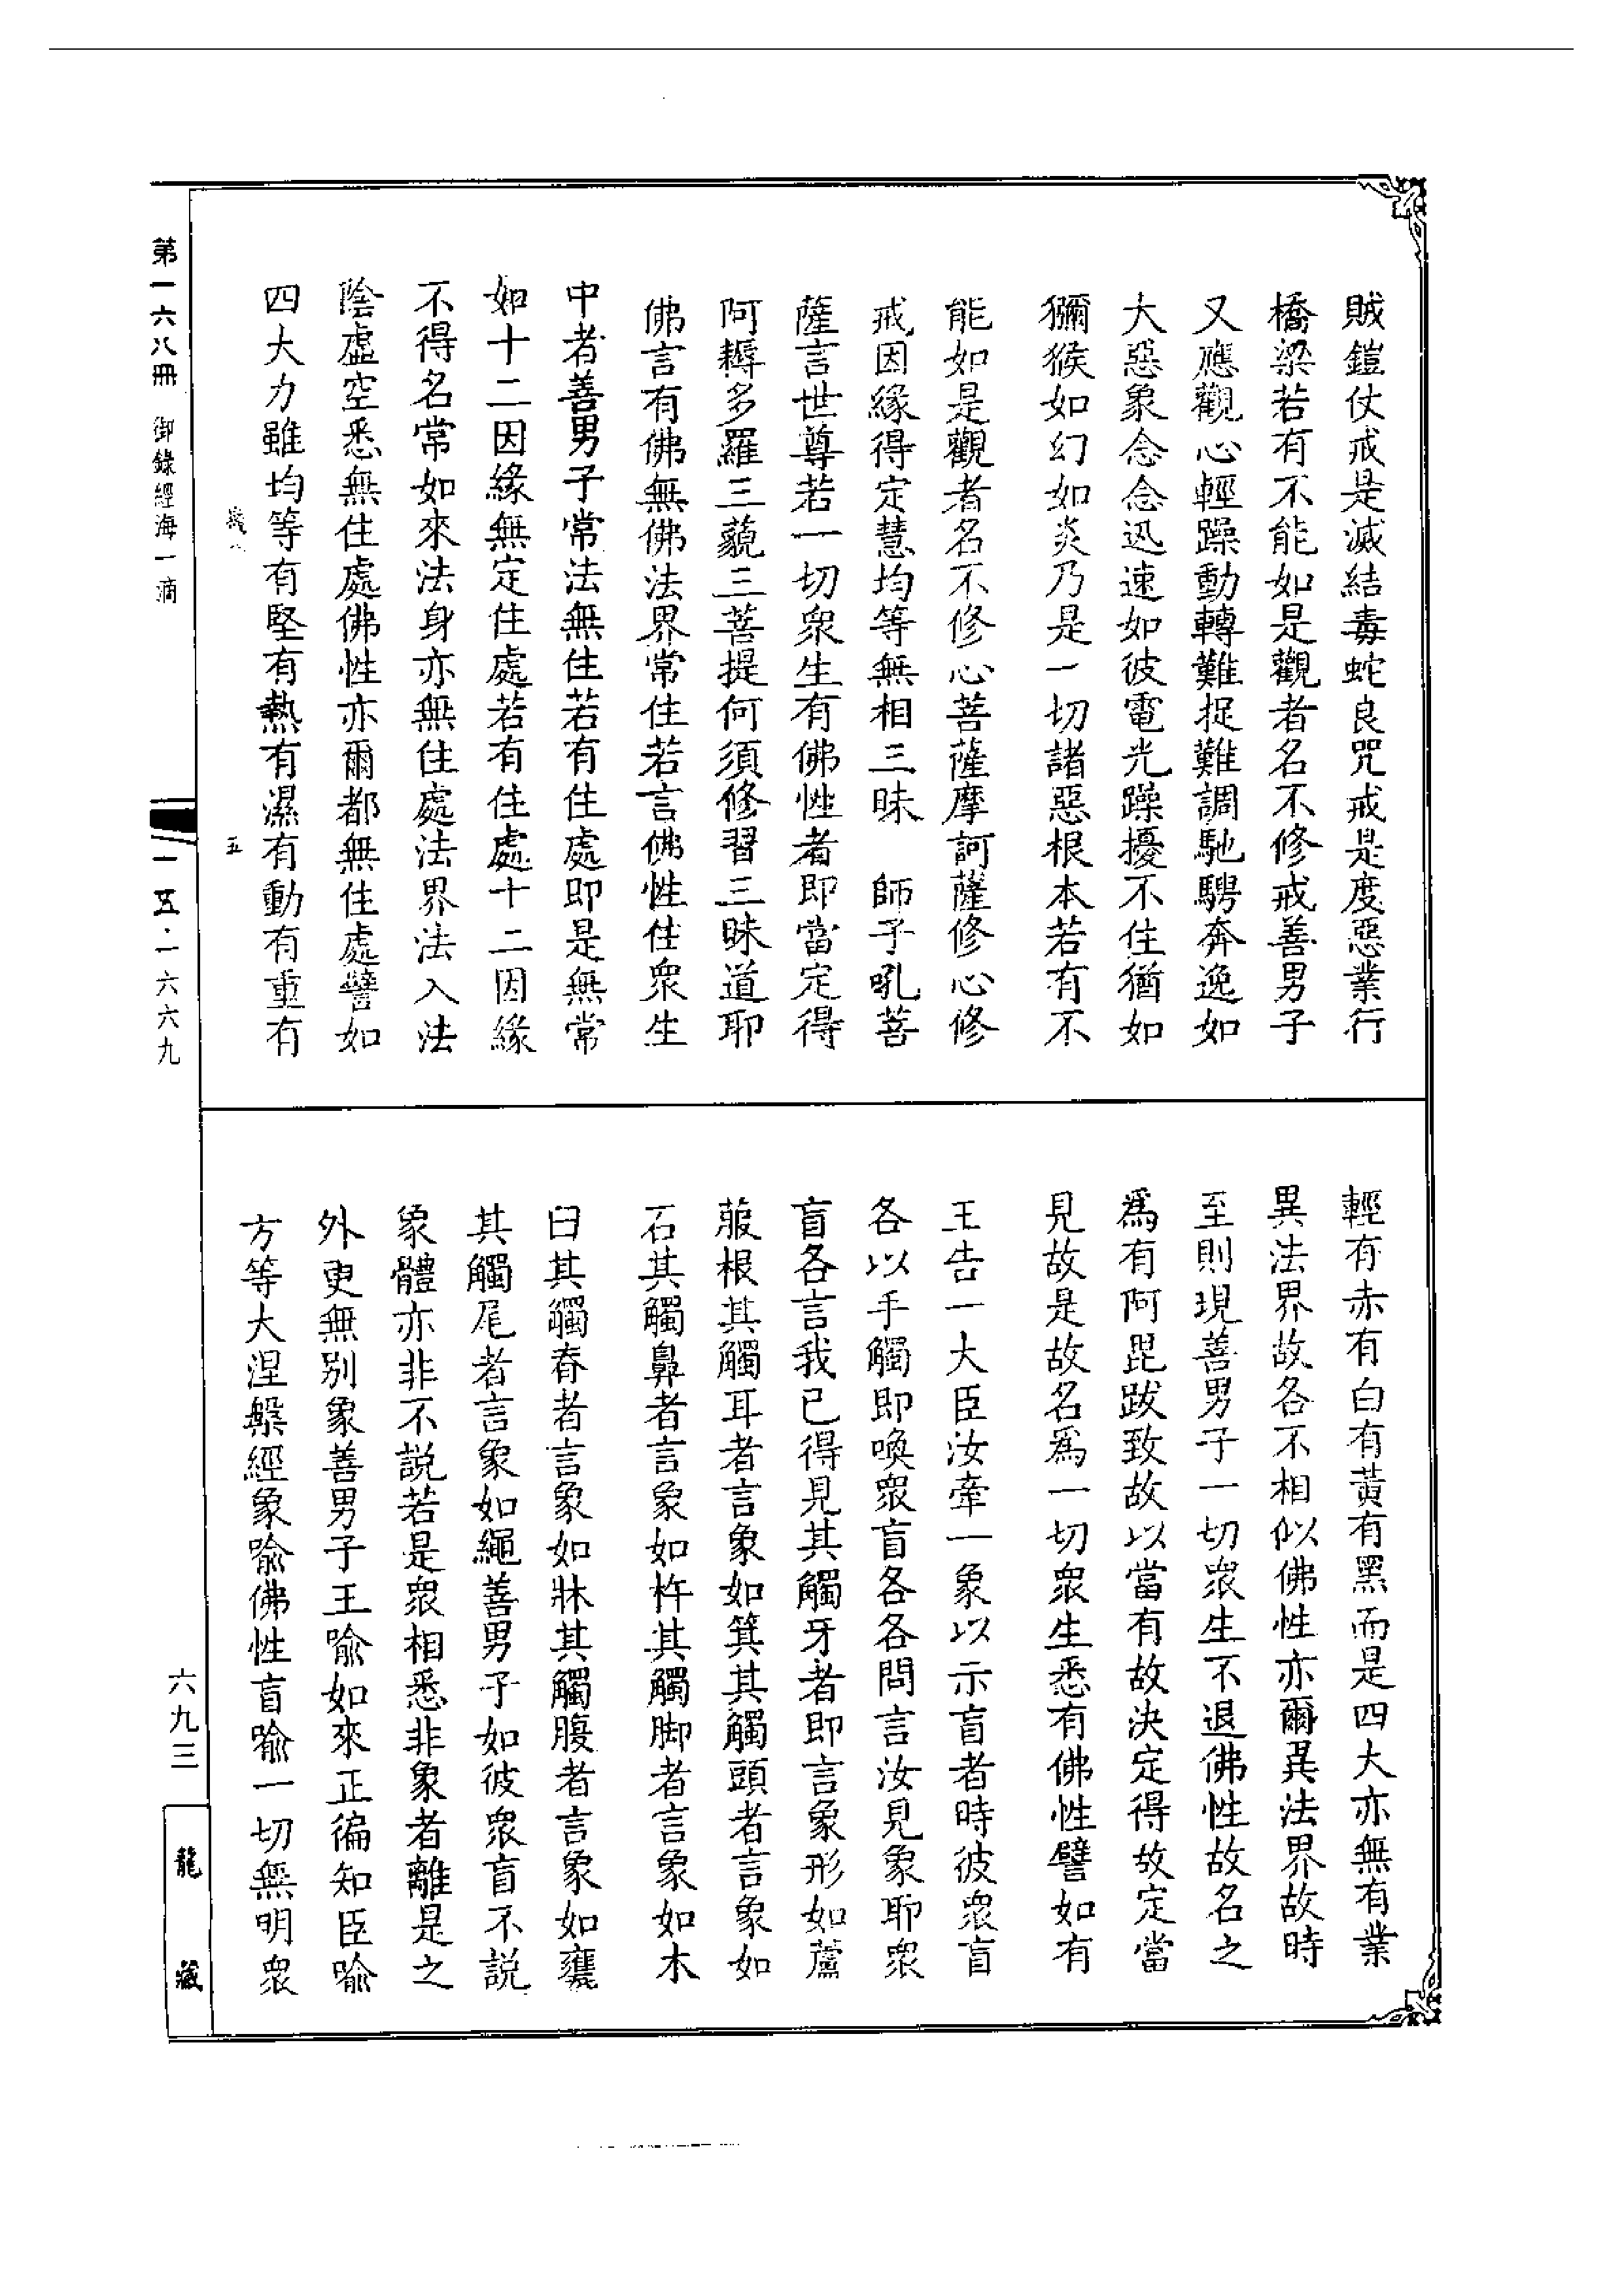 賊鎧仗戒是滅結毒蛇良咒戒是度惡業行
橋梁若有不能如是觀者名不修戒善男子
又應觀心輕躁動轉難捉難調馳騁奔逸如
大惡象念念迅速如彼電光躁擾不住猶如
獼猴如幻如炎乃是一切諸惡根本若有不
能如是觀者名不修心菩薩摩訶薩修心修
戒因緣得定慧均等無相三昧　師子吼菩
薩言世尊若一切衆生有佛性者即當定得
阿耨多羅三藐三菩提何須修習三昧道耶
佛言有佛無佛法界常住若言佛性住衆生
中者善男子常法無住若有住處即是無常
如十二因緣無定住處若有住處十二因緣
不得名常如來法身亦無住處法界法入法
陰虛空悉無住處佛性亦爾都無住處譬如
四大力雖均等有堅有熱有濕有動有重有
輕有赤有白有黃有黑而是四大亦無有業
異法界故各不相似佛性亦爾異法界故時
至則現善男子一切衆生不退佛性故名之
爲有阿毘跋致故以當有故決定得故定當
見故是故名爲一切衆生悉有佛性譬如有
王告一大臣汝牽一象以示盲者時彼衆盲
各以手觸即喚衆盲各各問言汝見象耶衆
盲各言我已得見其觸牙者即言象形如蘆
菔根其觸耳者言象如箕其觸頭者言象如
石其觸鼻者言象如杵其觸脚者言象如木
臼其觸脊者言象如牀其觸腹者言象如甕
其觸尾者言象如繩善男子如彼衆盲不説
象體亦非不説若是衆相悉非象者離是之
外更無別象善男子王喻如來正徧知臣喻
方等大涅槃經象喻佛性盲喻一切無明衆
五
第一六八冊　御錄經海一滴
一五·一六六九
六九三
龍藏